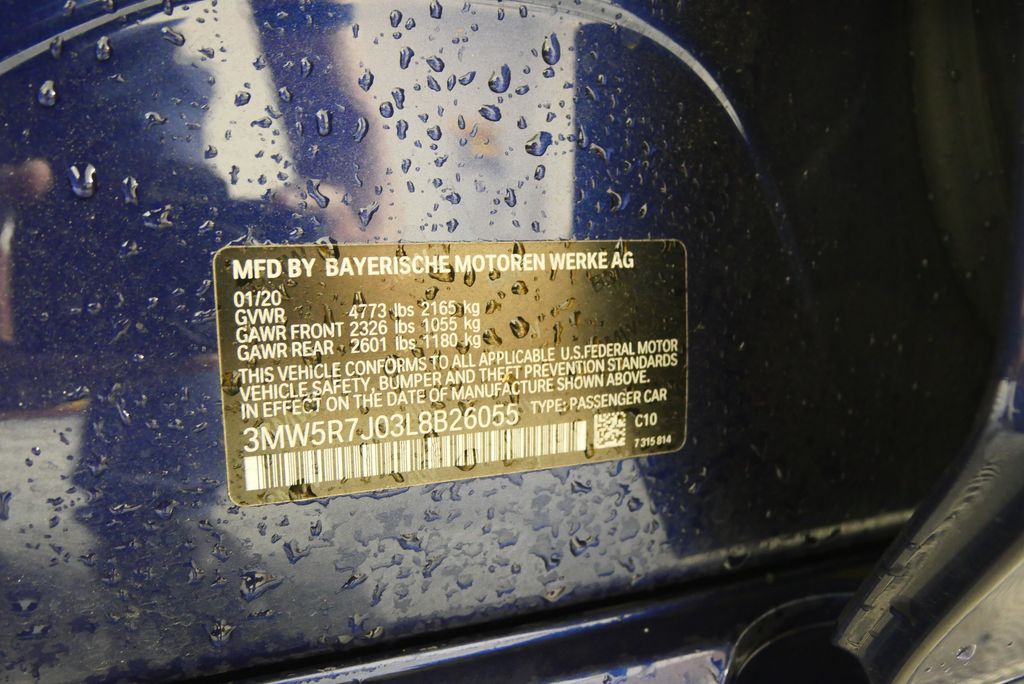 MFD BY BAYERISCHE MOTOREN WERKE AG
01/20
GVWR 4773 lbs 2165 kg
GAWR FRONT 2326 lbs 1055 kg
GAWR REAR 2601 lbs 1180 kg
THIS VEHICLE CONFORMS TO ALL APPLICABLE U.S.FEDERAL MOTOR
VEHICLE SAFETY, BUMPER AND THEFT PREVENTION STANDARDS
IN EFFECT ON THE DATE OF MANUFACTURE SHOWN ABOVE.
3MW5R7J03L8B26055 TYPE: PASSENGER CAR
C10
7 315 814